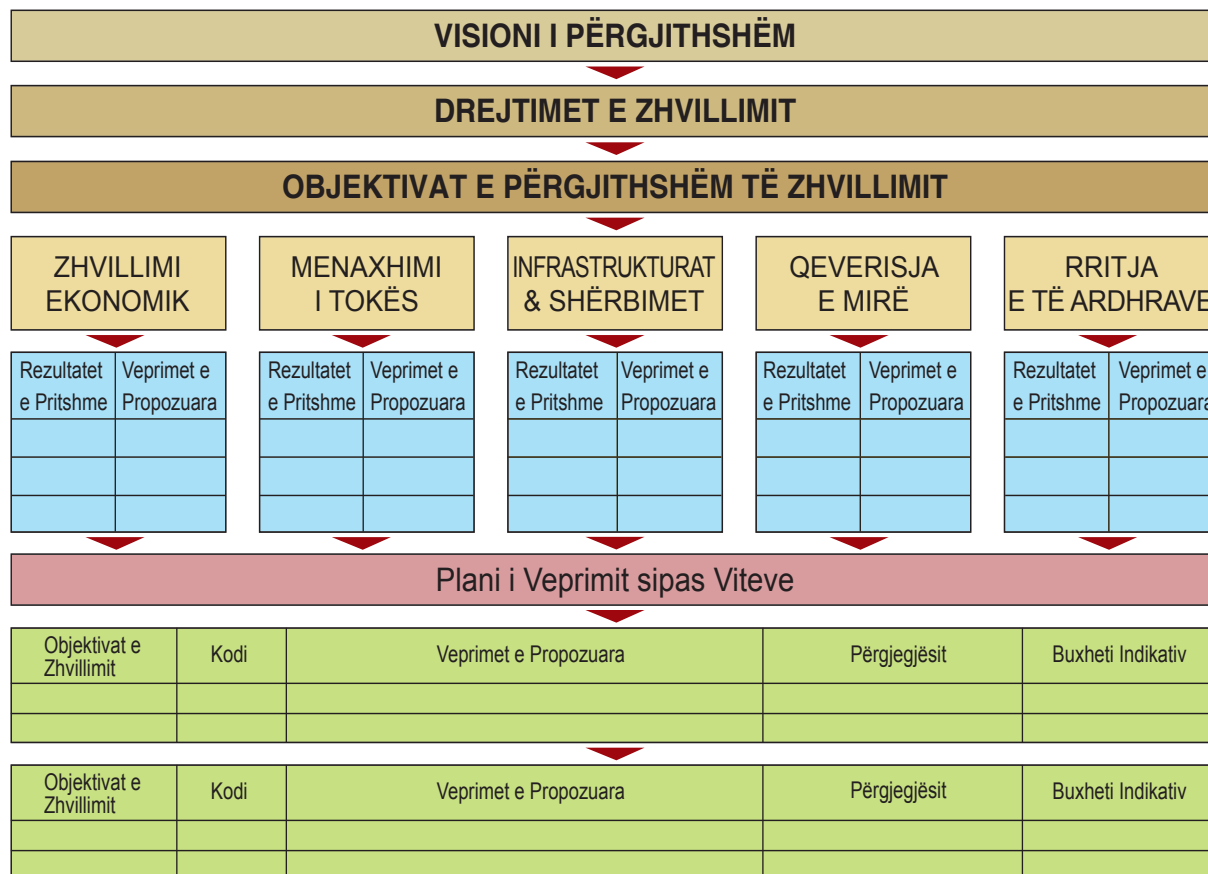 VISIONI I PËRGJITHSHËM
DREJTIMET E ZHVILLIMIT
OBJEKTIVAT E PËRGJITHSHËM TË ZHVILLIMIT
ZHVILLIMI
EKONOMIK
MENAXHIMI
I TOKËS
INFRASTRUKTURAT
& SHËRBIMET
QEVERISJA
E MIRË
RRITJA
E TË ARDHRAVE
Rezultatet
e Pritshme
Veprimet e
Propozuara
Rezultatet
e Pritshme
Veprimet e
Propozuara
Rezultatet
e Pritshme
Veprimet e
Propozuara
Rezultatet
e Pritshme
Veprimet e
Propozuara
Rezultatet
e Pritshme
Veprimet e
Propozuara
Plani i Veprimit sipas Viteve
Objektivat e
Zhvillimit
Kodi
Veprimet e Propozuara
Përgjegjësit
Buxheti Indikativ
Objektivat e
Zhvillimit
Kodi
Veprimet e Propozuara
Përgjegjësit
Buxheti Indikativ